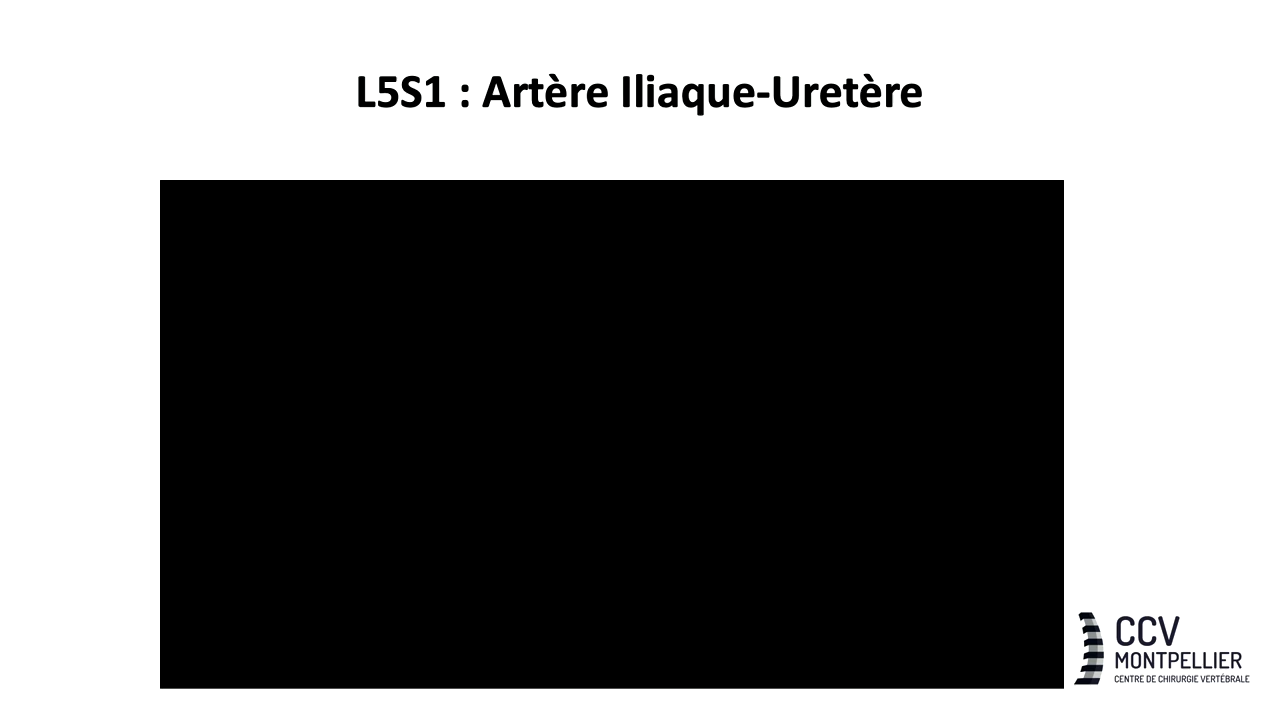 L5S1 : Artère Iliaque-Uretère
CCV
MONTPELLIER
CENTRE DE CHIRURGIE VERTÉBRALE